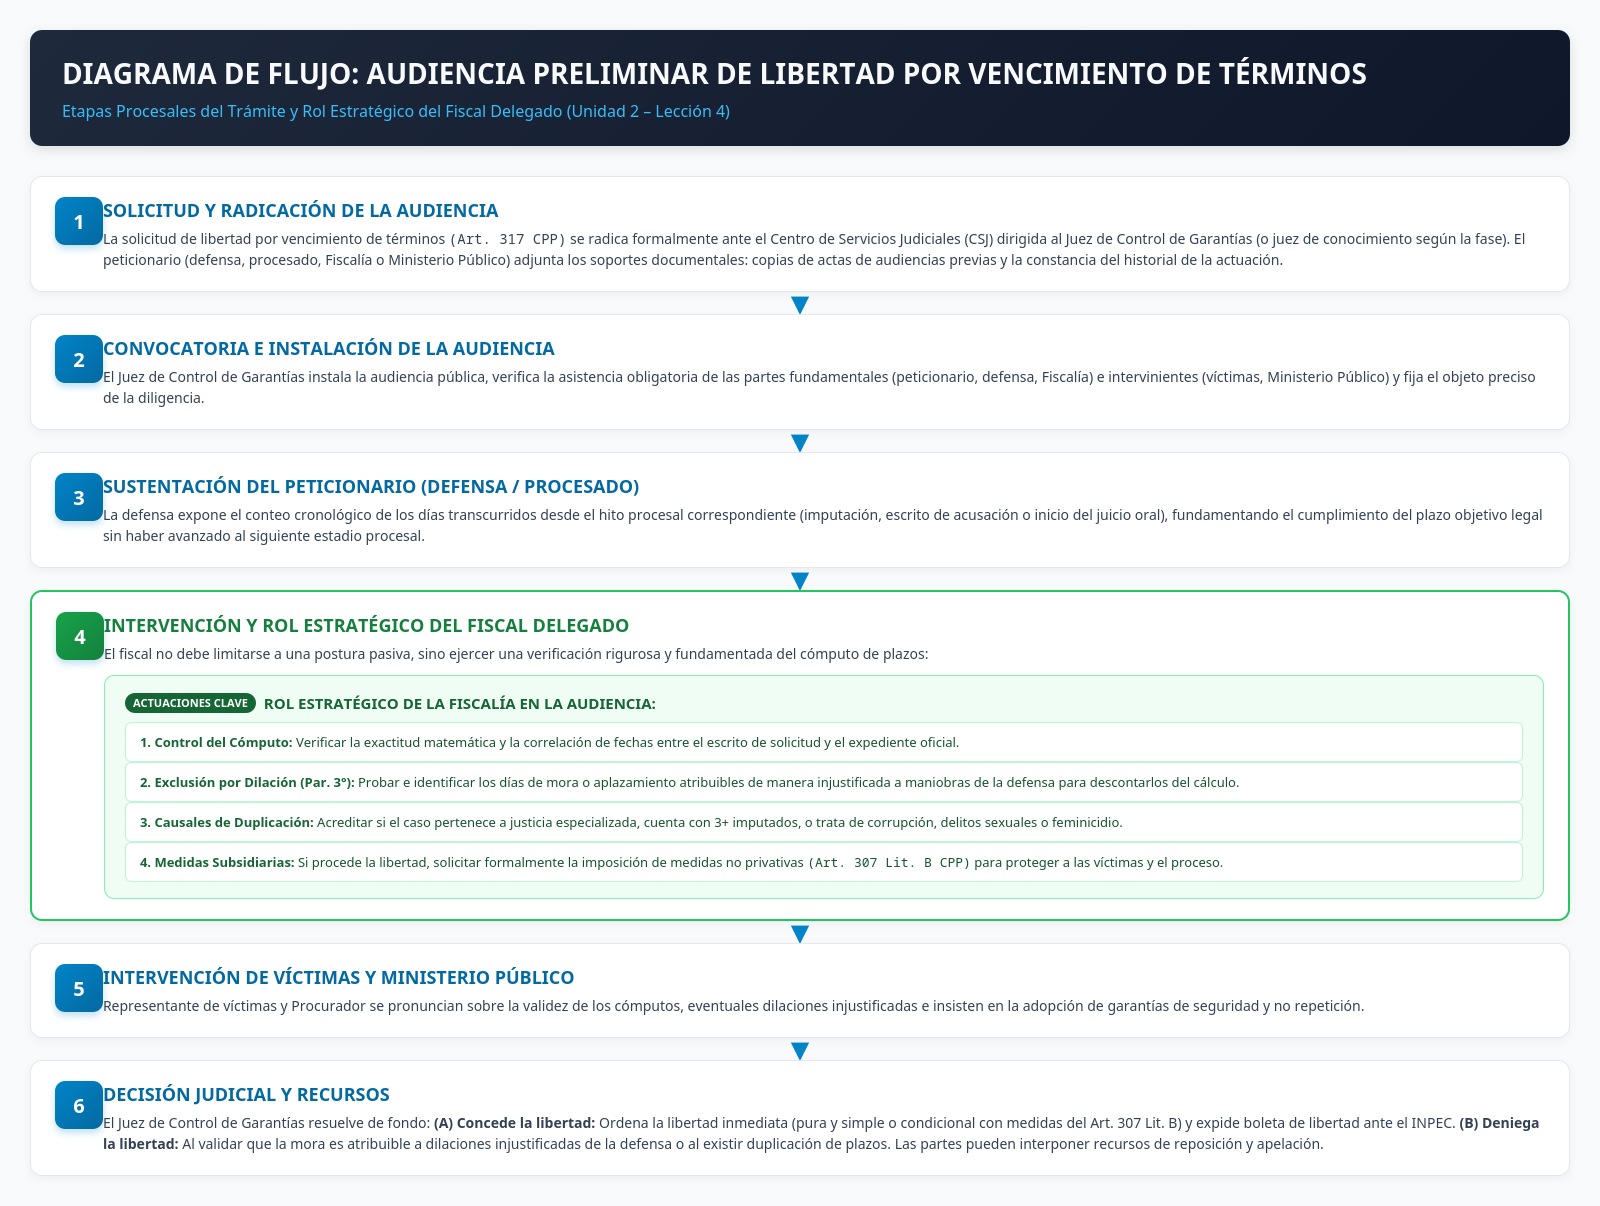 DIAGRAMA DE FLUJO: AUDIENCIA PRELIMINAR DE LIBERTAD POR VENCIMIENTO DE TÉRMINOS
Etapas Procesales del Trámite y Rol Estratégico del Fiscal Delegado (Unidad 2 – Lección 4)
1
SOLICITUD Y RADICACIÓN DE LA AUDIENCIA
La solicitud de libertad por vencimiento de términos (Art. 317 CPP) se radica formalmente ante el Centro de Servicios Judiciales (CSJ) dirigida al Juez de Control de Garantías (o juez de conocimiento según la fase). El
peticionario (defensa, procesado, Fiscalía o Ministerio Público) adjunta los soportes documentales: copias de actas de audiencias previas y la constancia del historial de la actuación.
▼
2
CONVOCATORIA E INSTALACIÓN DE LA AUDIENCIA
El Juez de Control de Garantías instala la audiencia pública, verifica la asistencia obligatoria de las partes fundamentales (peticionario, defensa, Fiscalía) e intervinientes (víctimas, Ministerio Público) y fija el objeto preciso
de la diligencia.
▼
3
SUSTENTACIÓN DEL PETICIONARIO (DEFENSA / PROCESADO)
La defensa expone el conteo cronológico de los días transcurridos desde el hito procesal correspondiente (imputación, escrito de acusación o inicio del juicio oral), fundamentando el cumplimiento del plazo objetivo legal
sin haber avanzado al siguiente estadio procesal.
▼
4
INTERVENCIÓN Y ROL ESTRATÉGICO DEL FISCAL DELEGADO
El fiscal no debe limitarse a una postura pasiva, sino ejercer una verificación rigurosa y fundamentada del cómputo de plazos:
ACTUACIONES CLAVE ROL ESTRATÉGICO DE LA FISCALÍA EN LA AUDIENCIA:
1. Control del Cómputo: Verificar la exactitud matemática y la correlación de fechas entre el escrito de solicitud y el expediente oficial.
2. Exclusión por Dilación (Par. 3°): Probar e identificar los días de mora o aplazamiento atribuibles de manera injustificada a maniobras de la defensa para descontarlos del cálculo.
3. Causales de Duplicación: Acreditar si el caso pertenece a justicia especializada, cuenta con 3+ imputados, o trata de corrupción, delitos sexuales o feminicidio.
4. Medidas Subsidiarias: Si procede la libertad, solicitar formalmente la imposición de medidas no privativas (Art. 307 Lit. B CPP) para proteger a las víctimas y el proceso.
▼
5
INTERVENCIÓN DE VÍCTIMAS Y MINISTERIO PÚBLICO
Representante de víctimas y Procurador se pronuncian sobre la validez de los cómputos, eventuales dilaciones injustificadas e insisten en la adopción de garantías de seguridad y no repetición.
▼
6
DECISIÓN JUDICIAL Y RECURSOS
El Juez de Control de Garantías resuelve de fondo: (A) Concede la libertad: Ordena la libertad inmediata (pura y simple o condicional con medidas del Art. 307 Lit. B) y expide boleta de libertad ante el INPEC. (B) Deniega
la libertad: Al validar que la mora es atribuible a dilaciones injustificadas de la defensa o al existir duplicación de plazos. Las partes pueden interponer recursos de reposición y apelación.